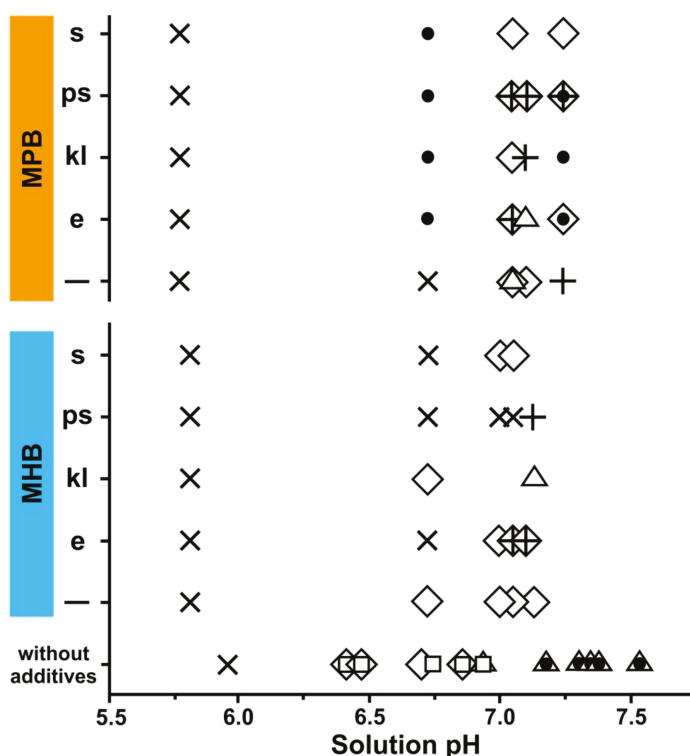 MPB
s
ps
kl
e
—
MHB
s
ps
kl
e
—
without
additives
5.5 6.0 6.5 7.0 7.5
Solution pH